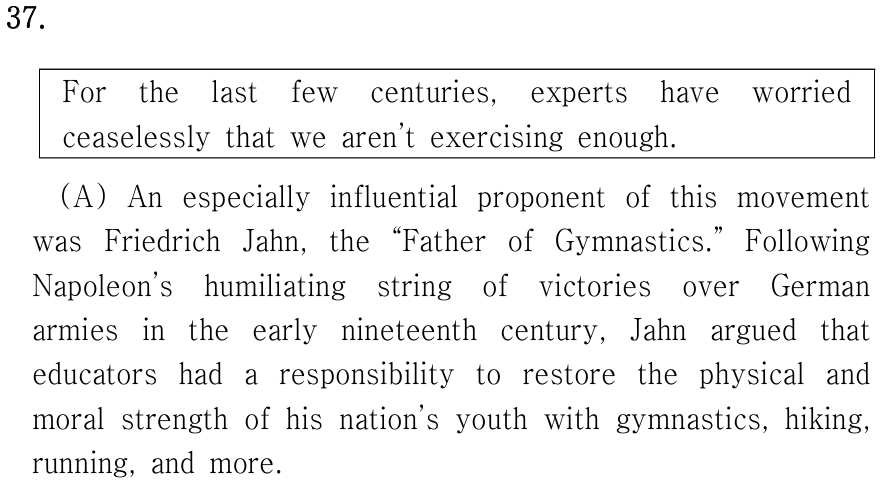 37.
For the last few centuries, experts have worried
ceaselessly that we aren't exercising enough.
(A) An especially influential proponent of this movement
was Friedrich Jahn, the “Father of Gymnastics.” Following
Napoleon's humiliating string of victories over German
armies in the early nineteenth century, Jahn argued that
educators had a responsibility to restore the physical and
moral strength of his nation's youth with gymnastics, hiking,
running, and more.